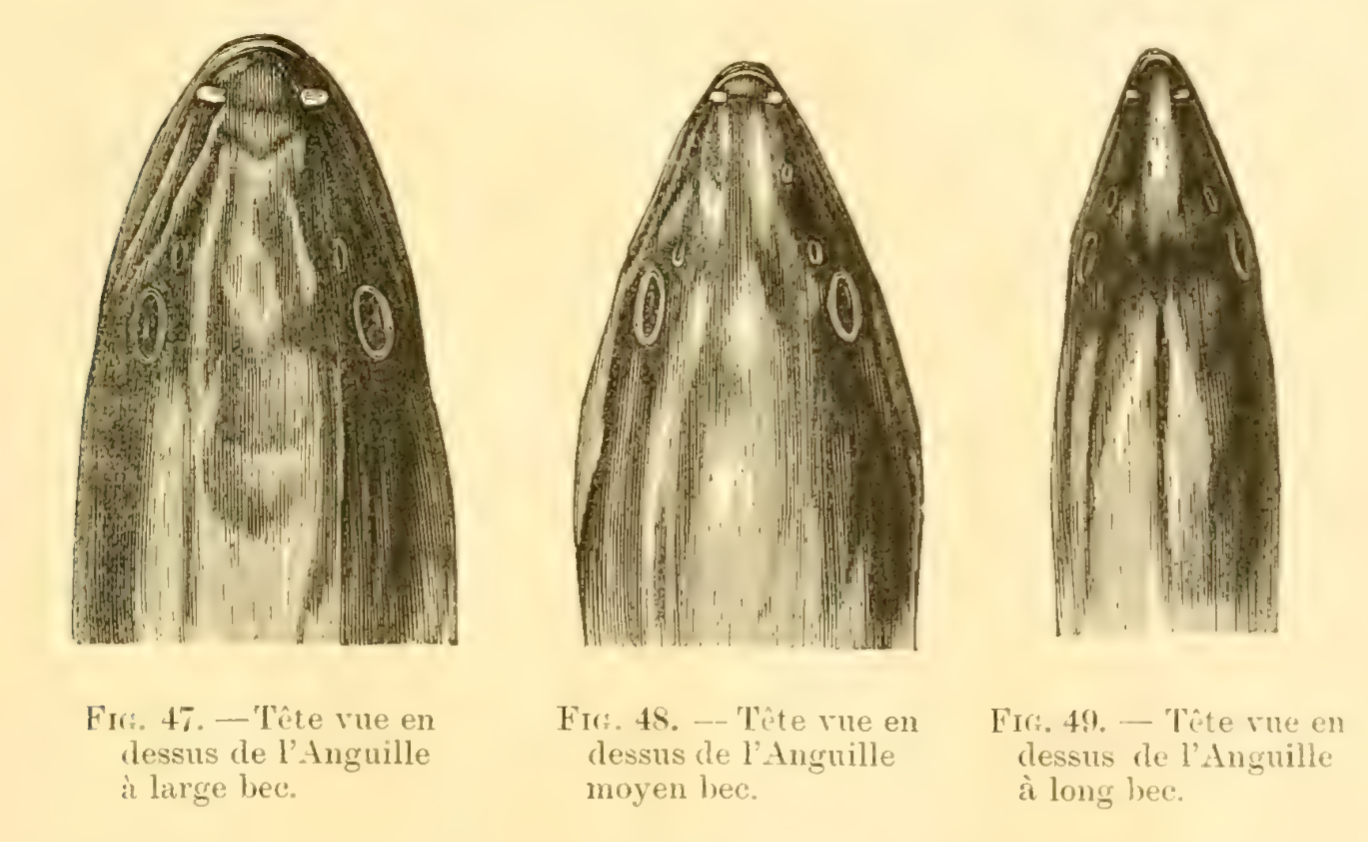 Fig. 47. — Tête vue en
dessus de l'Anguille
à large bec.
Fig. 48. — Tête vue en
dessus de l'Anguille
moyen bec.
Fig. 49. — Tête vue en
dessus de l'Anguille
à long bec.